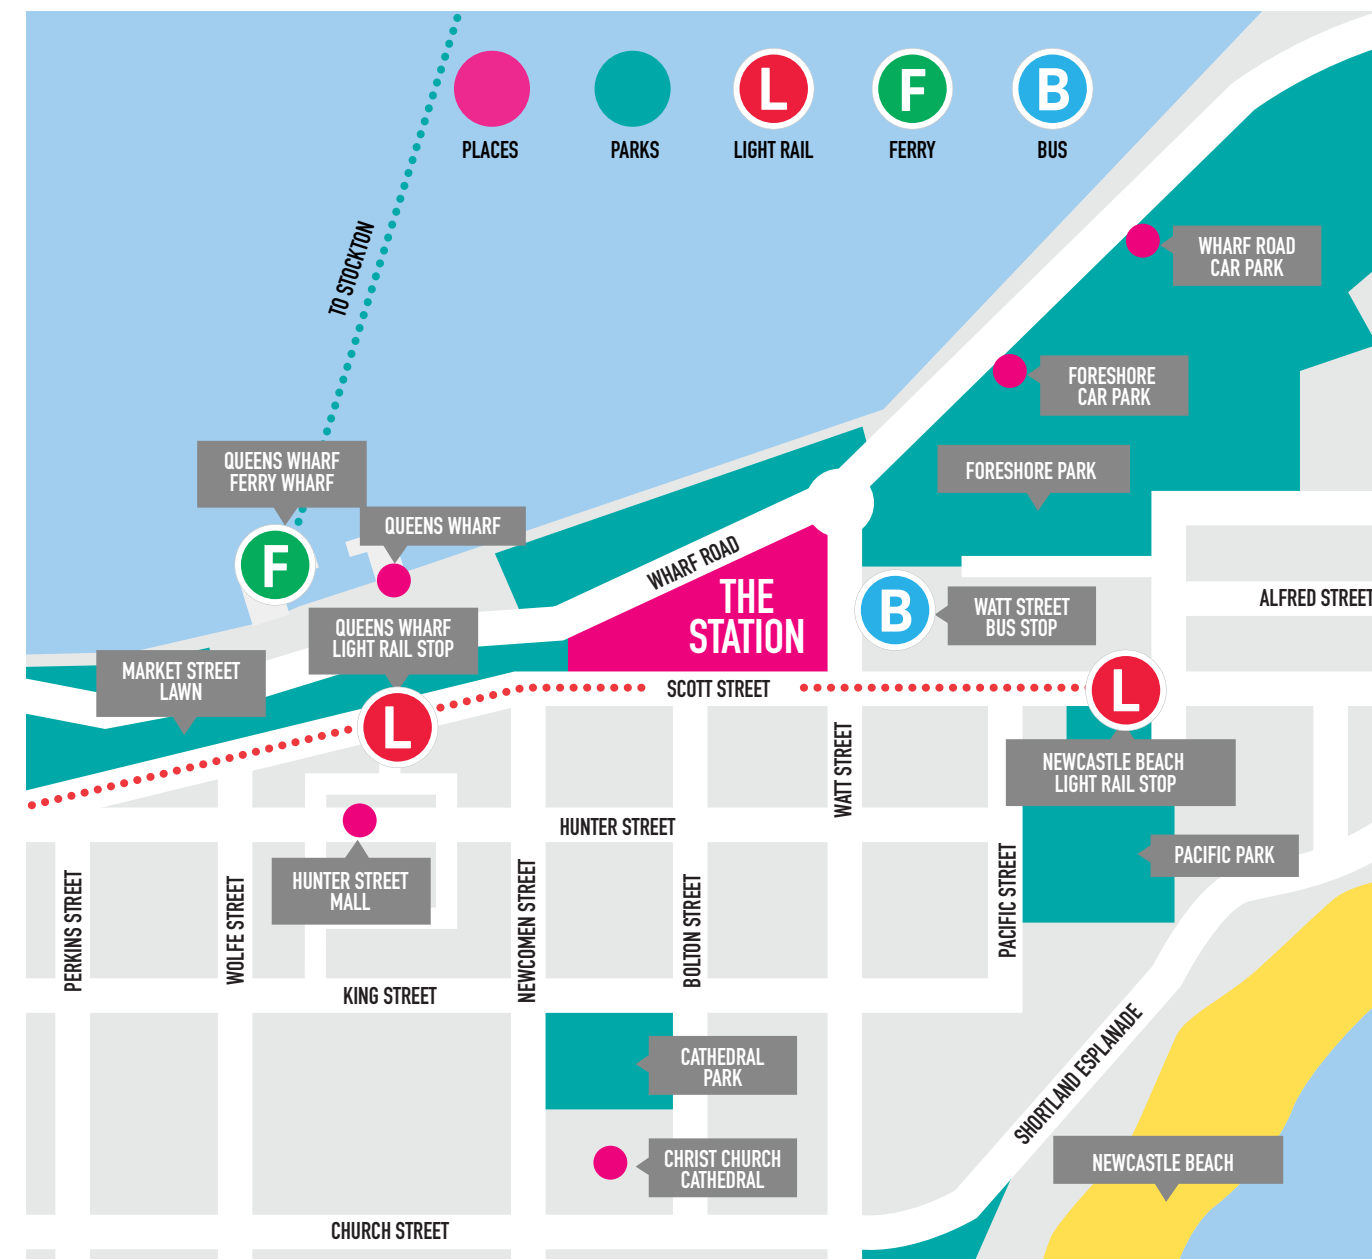 L
F
B
PLACES
PARKS
LIGHT RAIL
FERRY
BUS
TO STOCKTON
WHARF ROAD
CAR PARK
FORESHORE
CAR PARK
QUEENS WHARF
FERRY WHARF
FORESHORE PARK
QUEENS WHARF
F
WHARF ROAD
THE
STATION
B
WATT STREET
BUS STOP
ALFRED STREET
QUEENS WHARF
LIGHT RAIL STOP
MARKET STREET
LAWN
SCOTT STREET
L
L
WATT STREET
NEWCASTLE BEACH
LIGHT RAIL STOP
HUNTER STREET
PACIFIC PARK
HUNTER STREET
MALL
PERKINS STREET
WOLFE STREET
NEWCOMEN STREET
BOLTON STREET
PACIFIC STREET
KING STREET
CATHEDRAL
PARK
SHORTLAND ESPLANADE
CHRIST CHURCH
CATHEDRAL
NEWCASTLE BEACH
CHURCH STREET